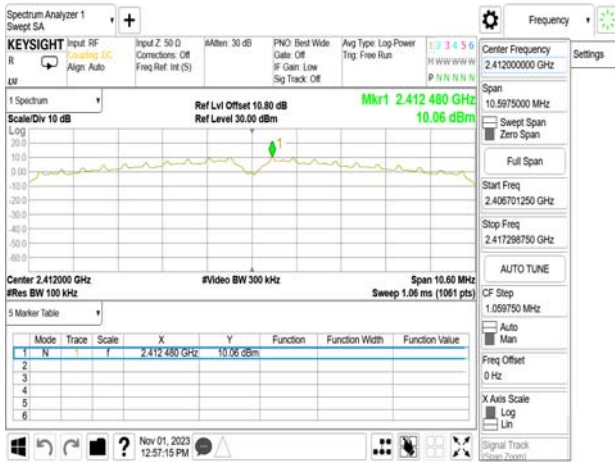 Spectrum Analyzer 1
Swept SA
Frequency
Settings
KEYSIGHT Input: RF
R
Coupling: DC
Align: Auto
LXI
Input Z: 50 Ω
Corrections: Off
Freq Ref: Int (S)
#Atten: 30 dB
PNO: Best Wide
Gate: Off
IF Gain: Low
Sig Track: Off
Avg Type: Log-Power
Trig: Free Run
1 2 3 4 5 6
M W W W W W
P N N N N N
1 Spectrum
Scale/Div 10 dB
Ref Lvl Offset 10.80 dB
Ref Level 30.00 dBm
Mkr1 2.412 480 GHz
10.06 dBm
Log
20.0
10.0
0.00
-10.0
-20.0
-30.0
-40.0
-50.0
-60.0
1
Center 2.412000 GHz
#Res BW 100 kHz
#Video BW 300 kHz
Span 10.60 MHz
Sweep 1.06 ms (1061 pts)
5 Marker Table
Mode Trace Scale X Y Function Function Width Function Value
1 N 1 f 2.412 480 GHz 10.06 dBm
2
3
4
5
6
Nov 01, 2023
12:57:15 PM
Center Frequency
2.412000000 GHz
Span
10.5975000 MHz
Swept Span
Zero Span
Full Span
Start Freq
2.406701250 GHz
Stop Freq
2.417298750 GHz
AUTO TUNE
CF Step
1.059750 MHz
Auto
Man
Freq Offset
0 Hz
X Axis Scale
Log
Lin
Signal Track
(Span Zoom)